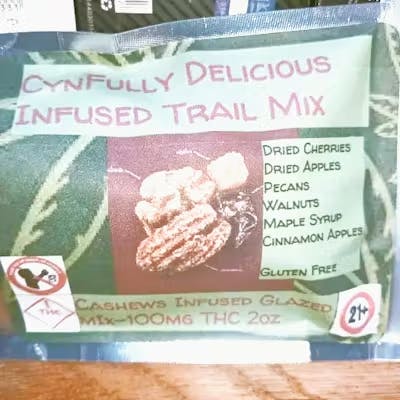 CynFully Delicious
Infused Trail Mix
Dried Cherries
Dried Apples
Pecans
Walnuts
Maple Syrup
Cinnamon Apples
Gluten Free
Cashews Infused Glazed
mix-100mg THC 2oz
THC
21+